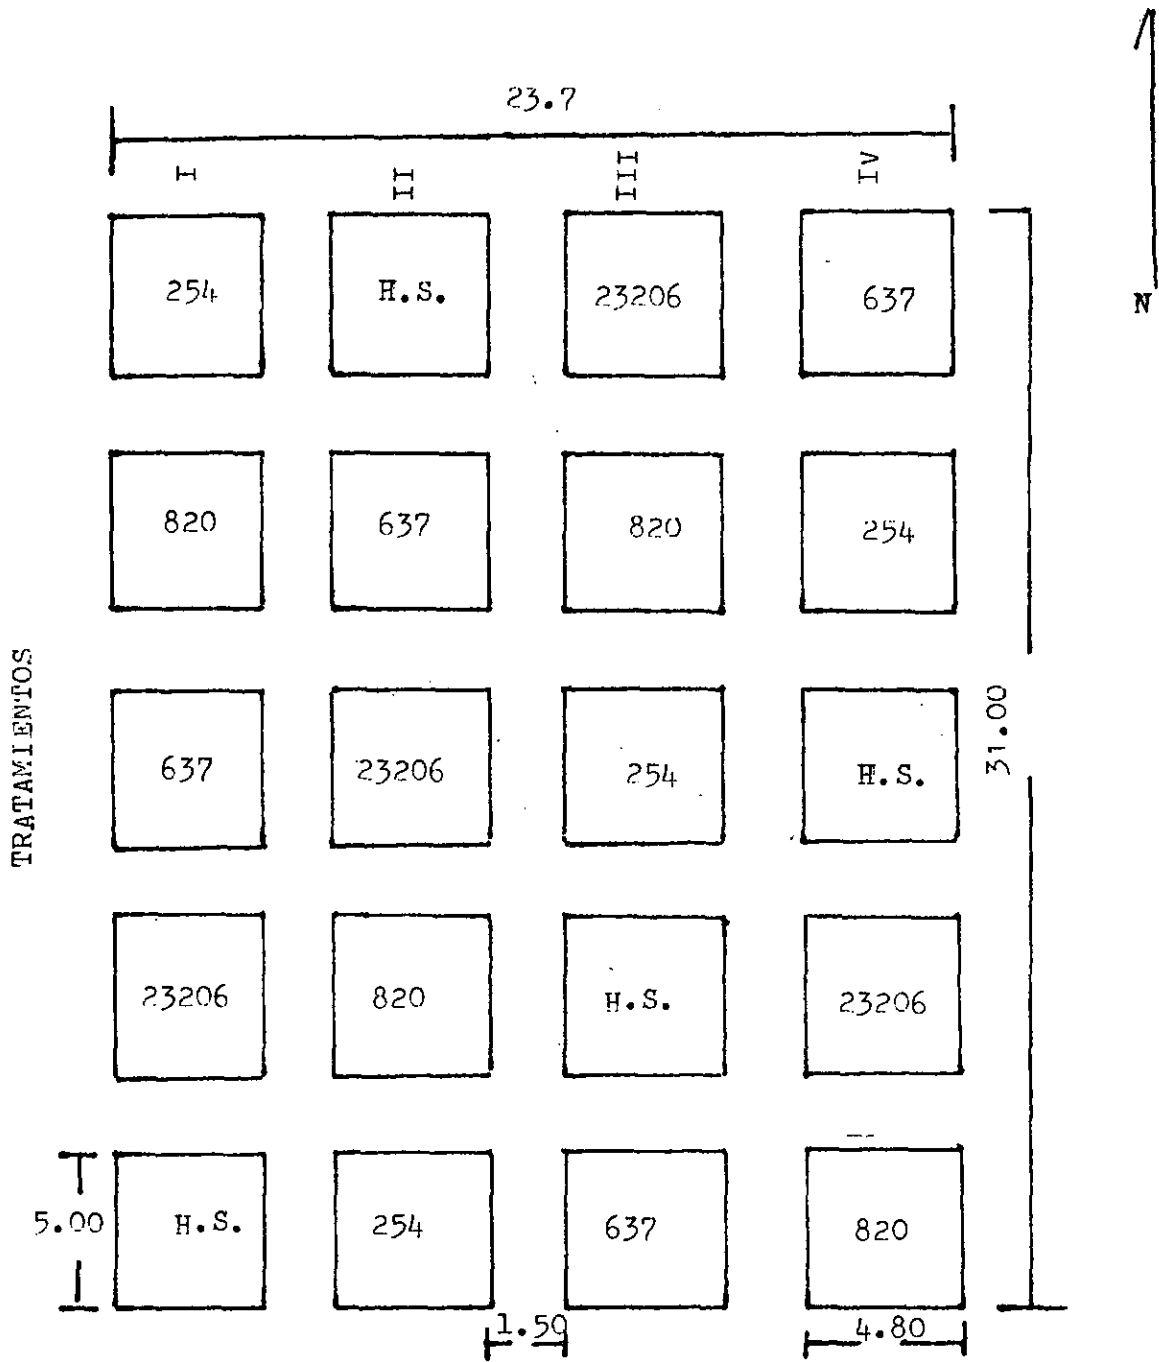 23.7
I II III IV
254 H.S. 23206 637
N
820 637 820 254
TRATAMIENTOS
637 23206 254 H.S.
31.00
23206 820 H.S. 23206
5.00 H.S. 254 637 820
1.50 4.80